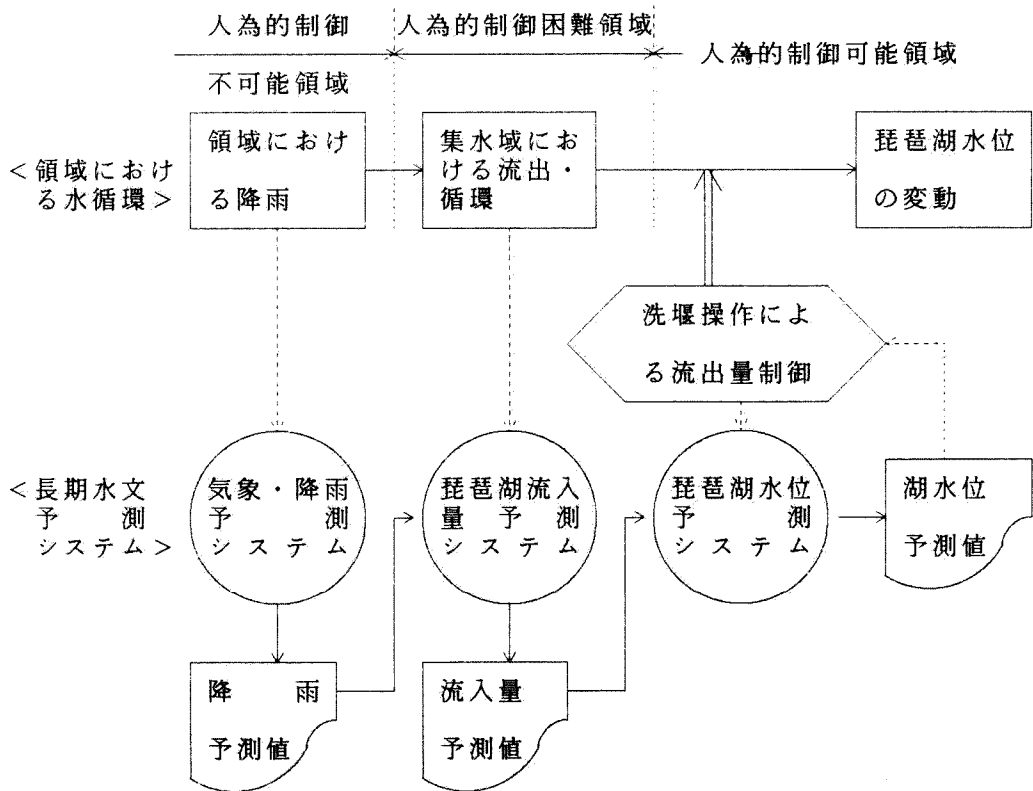 人為的制御
不可能領域
人為的制御困難領域
人為的制御可能領域
<領域におけ
る水循環>
領域におけ
る降雨
集水域にお
ける流出・
循環
琵琶湖水位
の変動
洗堰操作によ
る流出量制御
<長期水文
予測
システム>
気象・降雨
予測
システム
琵琶湖流入
量予測
システム
琵琶湖水位
予測
システム
湖水位
予測値
降雨
予測値
流入量
予測値